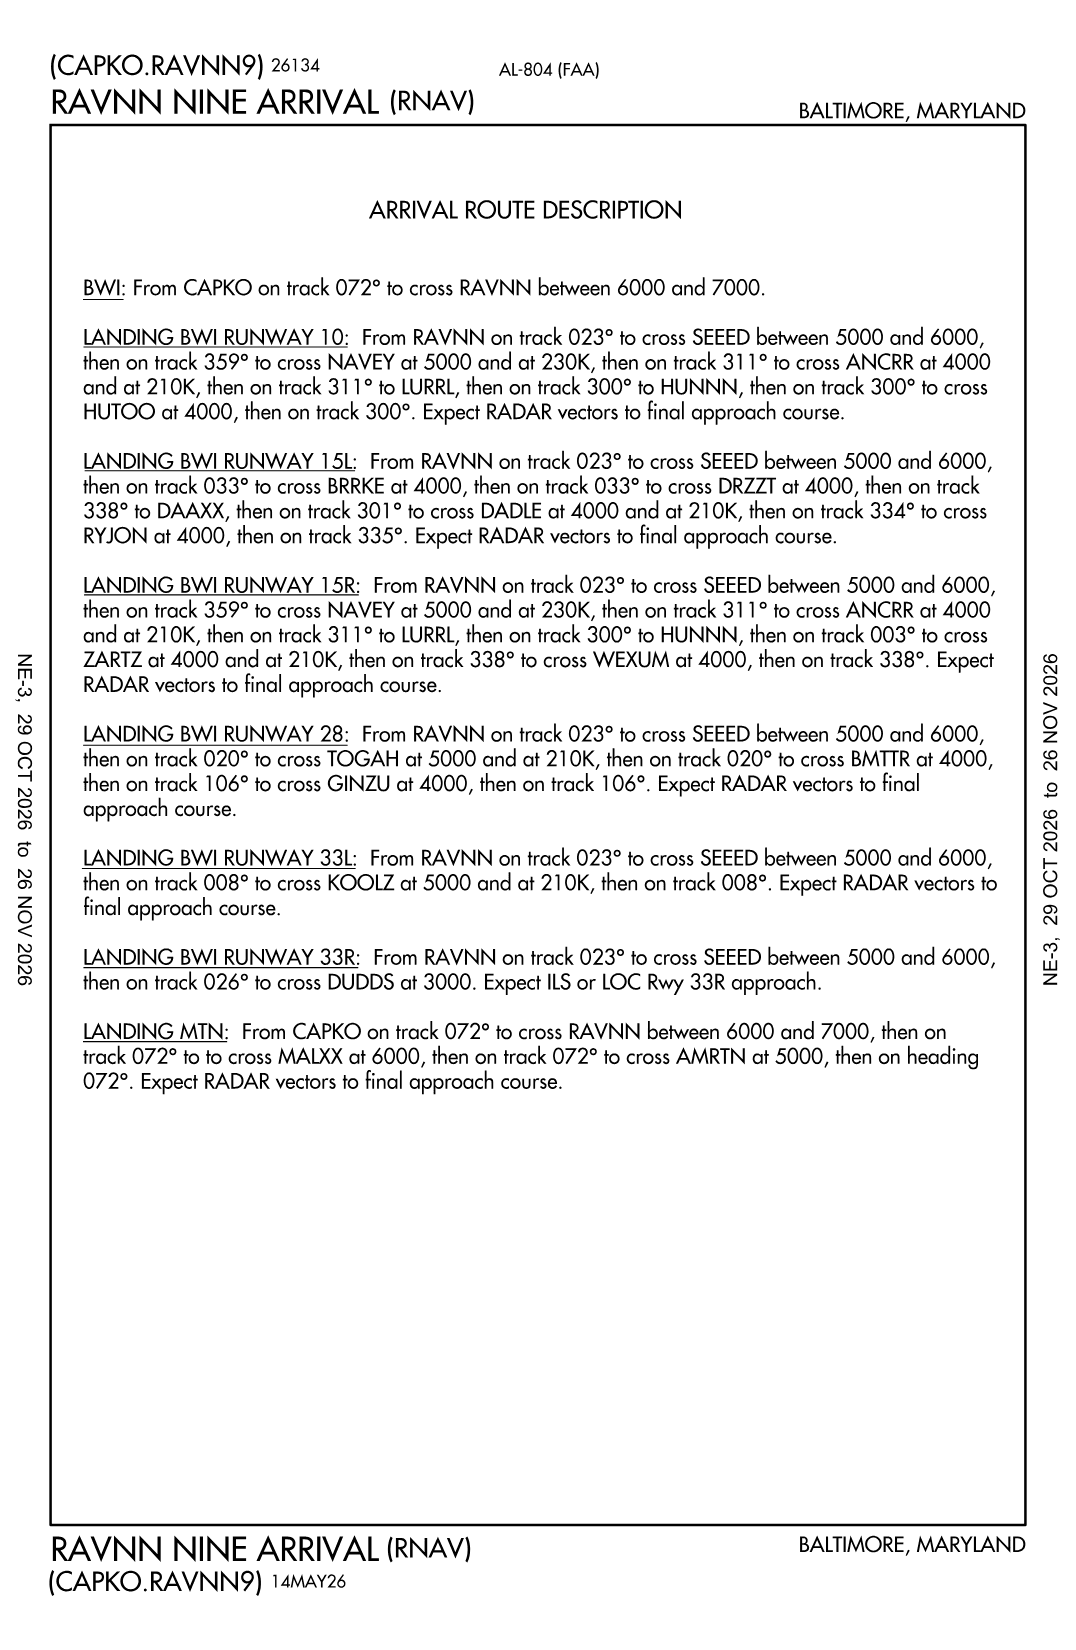 (CAPKO.RAVNN9) 26134
AL-804 (FAA)
RAVNN NINE ARRIVAL (RNAV)
BALTIMORE, MARYLAND
ARRIVAL ROUTE DESCRIPTION
BWI: From CAPKO on track 072° to cross RAVNN between 6000 and 7000.
LANDING BWI RUNWAY 10: From RAVNN on track 023° to cross SEEED between 5000 and 6000,
then on track 359° to cross NAVEY at 5000 and at 230K, then on track 311° to cross ANCRR at 4000
and at 210K, then on track 311° to LURRL, then on track 300° to HUNNN, then on track 300° to cross
HUTOO at 4000, then on track 300°. Expect RADAR vectors to final approach course.
LANDING BWI RUNWAY 15L: From RAVNN on track 023° to cross SEEED between 5000 and 6000,
then on track 033° to cross BRRKE at 4000, then on track 033° to cross DRZZT at 4000, then on track
338° to DAAXX, then on track 301° to cross DADLE at 4000 and at 210K, then on track 334° to cross
RYJON at 4000, then on track 335°. Expect RADAR vectors to final approach course.
LANDING BWI RUNWAY 15R: From RAVNN on track 023° to cross SEEED between 5000 and 6000,
then on track 359° to cross NAVEY at 5000 and at 230K, then on track 311° to cross ANCRR at 4000
and at 210K, then on track 311° to LURRL, then on track 300° to HUNNN, then on track 003° to cross
ZARTZ at 4000 and at 210K, then on track 338° to cross WEXUM at 4000, then on track 338°. Expect
RADAR vectors to final approach course.
LANDING BWI RUNWAY 28: From RAVNN on track 023° to cross SEEED between 5000 and 6000,
then on track 020° to cross TOGAH at 5000 and at 210K, then on track 020° to cross BMTTR at 4000,
then on track 106° to cross GINZU at 4000, then on track 106°. Expect RADAR vectors to final
approach course.
LANDING BWI RUNWAY 33L: From RAVNN on track 023° to cross SEEED between 5000 and 6000,
then on track 008° to cross KOOLZ at 5000 and at 210K, then on track 008°. Expect RADAR vectors to
final approach course.
LANDING BWI RUNWAY 33R: From RAVNN on track 023° to cross SEEED between 5000 and 6000,
then on track 026° to cross DUDDS at 3000. Expect ILS or LOC Rwy 33R approach.
LANDING MTN: From CAPKO on track 072° to cross RAVNN between 6000 and 7000, then on
track 072° to to cross MALXX at 6000, then on track 072° to cross AMRTN at 5000, then on heading
072°. Expect RADAR vectors to final approach course.
NE-3, 29 OCT 2026 to 26 NOV 2026
NE-3, 29 OCT 2026 to 26 NOV 2026
RAVNN NINE ARRIVAL (RNAV)
BALTIMORE, MARYLAND
(CAPKO.RAVNN9) 14MAY26